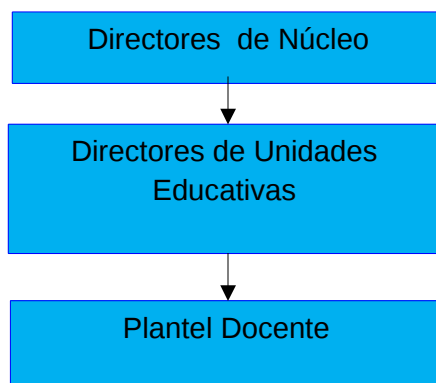 Directores de Núcleo
Directores de Unidades
Educativas
Plantel Docente